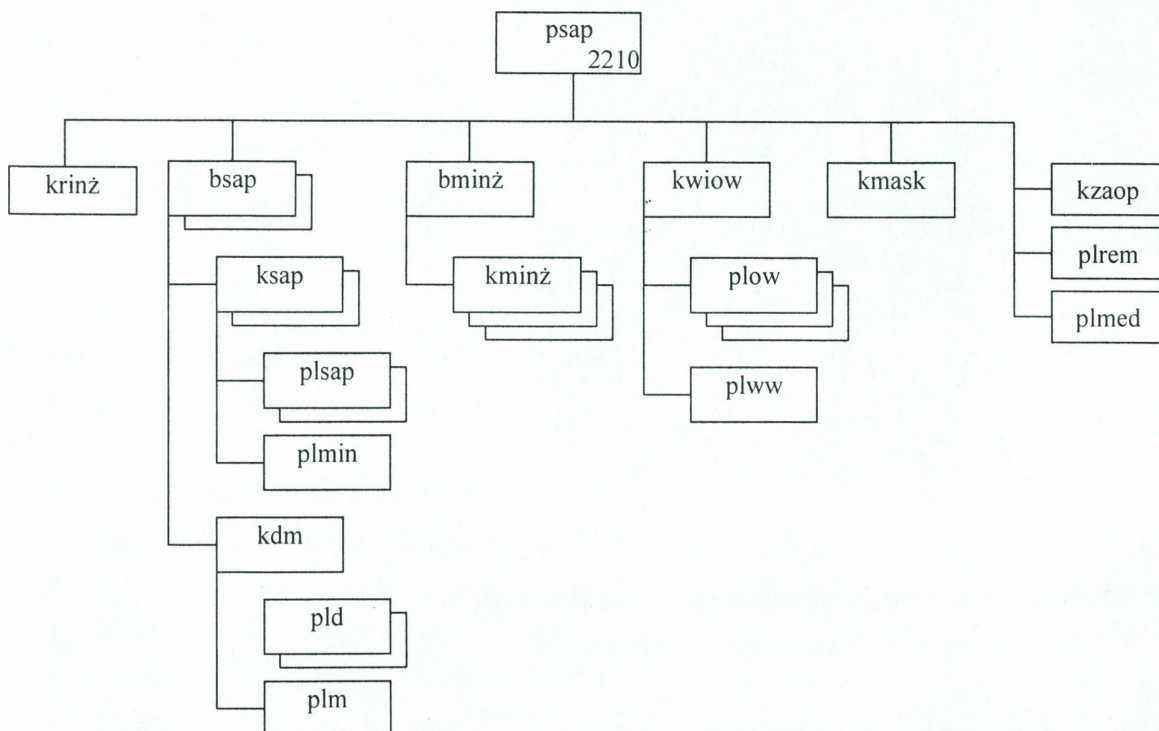 psap
2210
krinż
bsap
bminż
kwiow
kmask
kzaop
ksap
kminż
plow
plrem
plmed
plsap
plww
plmin
kdm
pld
plm